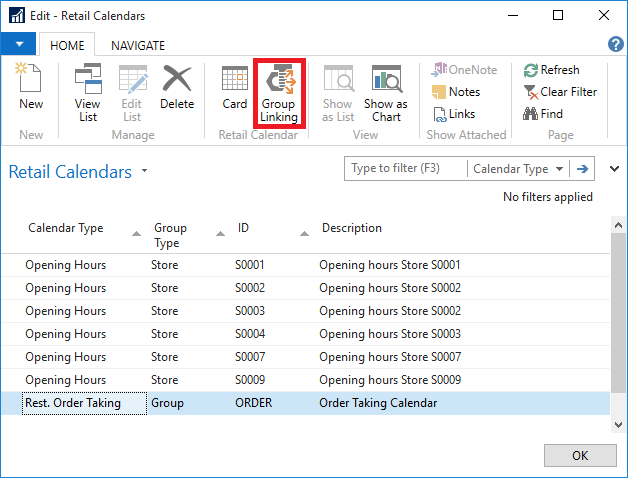 Edit - Retail Calendars
HOME NAVIGATE
New
View List
Edit List
Delete
Card
Group Linking
Show as List
Show as Chart
OneNote
Notes
Links
Refresh
Clear Filter
Find
New Manage Retail Calendar View Show Attached Page
Retail Calendars
Type to filter (F3) Calendar Type
No filters applied
Calendar Type Group Type ID Description
Opening Hours Store S0001 Opening hours Store S0001
Opening Hours Store S0002 Opening hours Store S0002
Opening Hours Store S0003 Opening hours Store S0002
Opening Hours Store S0004 Opening hours Store S0003
Opening Hours Store S0007 Opening hours Store S0007
Opening Hours Store S0009 Opening hours Store S0009
Rest. Order Taking Group ORDER Order Taking Calendar
OK